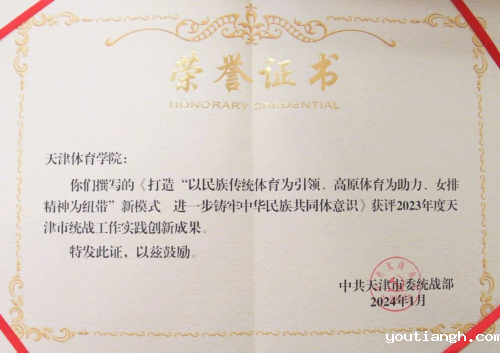 荣誉证书
HONORARY CREDENTIAL
天津体育学院：
你们撰写的《打造“以民族传统体育为引领、高原体育为助力、女排
精神为纽带”新模式 进一步铸牢中华民族共同体意识》获评2023年度天
津市统战工作实践创新成果。
特发此证，以兹鼓励。
中共天津市委统战部
2024年1月
youtiangh.com